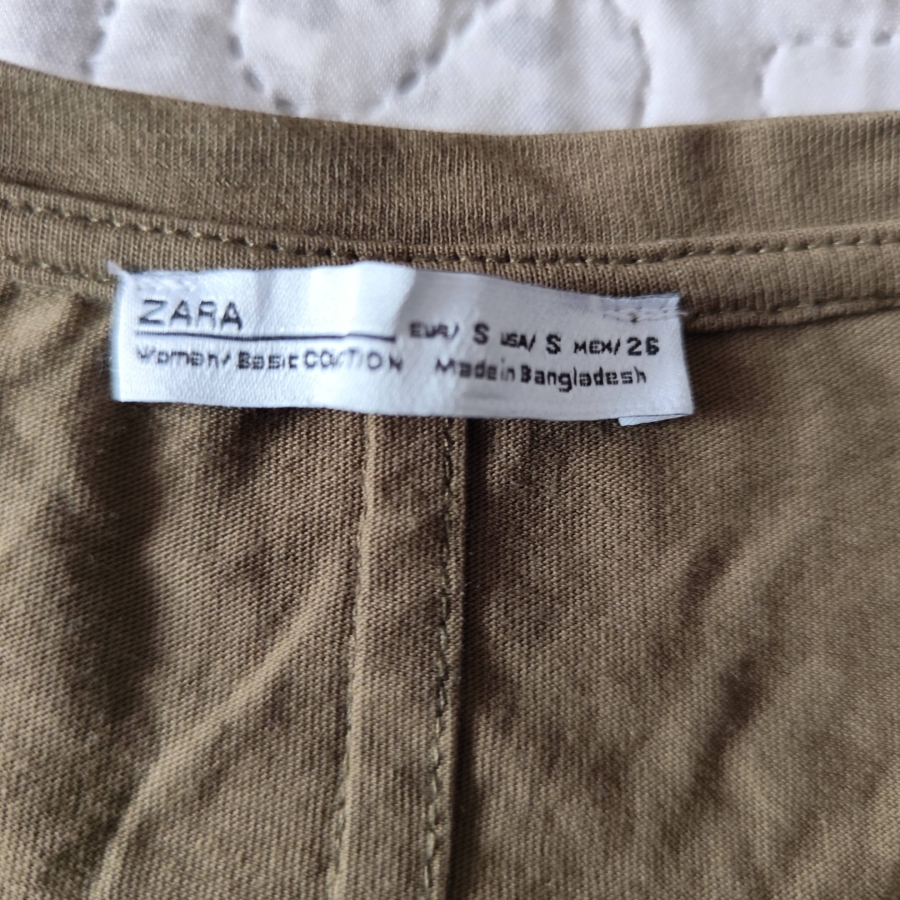 ZARA
EUR/ S USA/ S MEX/ 26
Woman/ Basic COLLECTION Made in Bangladesh